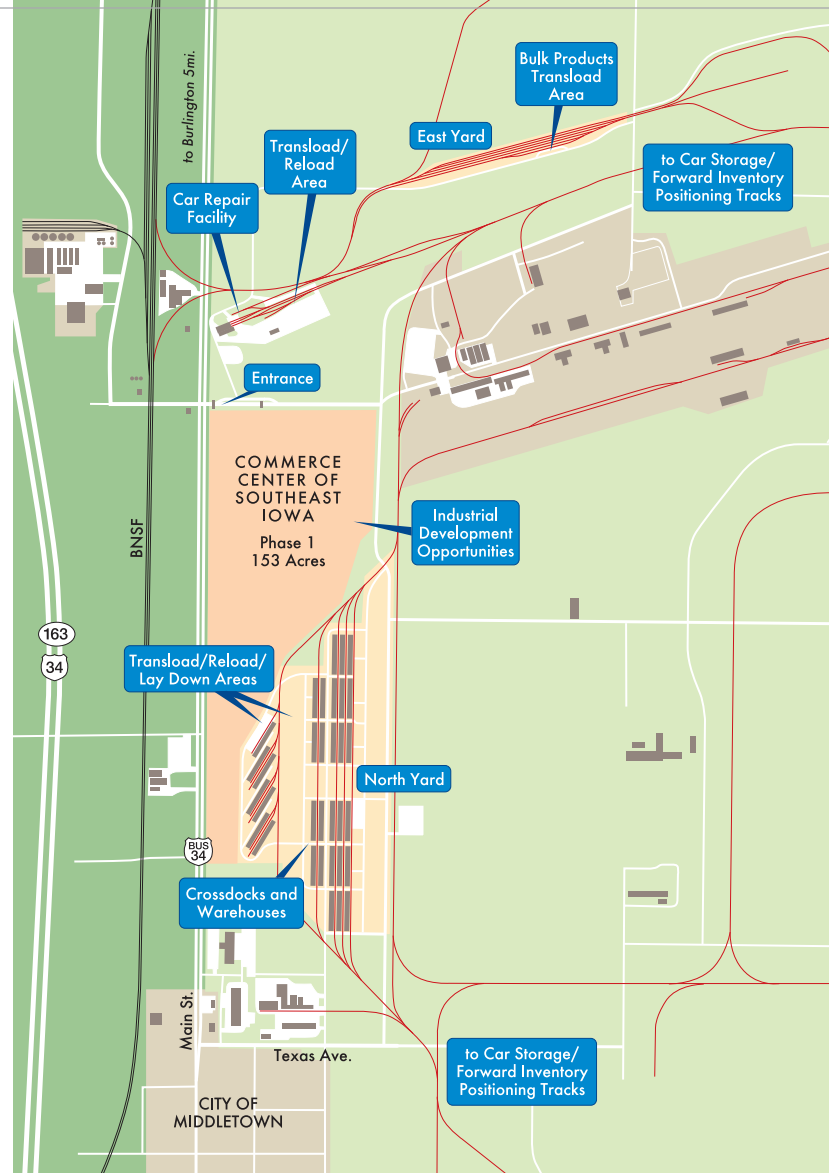 to Burlington 5mi.
Bulk Products
Transload
Area
East Yard
Transload/
Reload
Area
to Car Storage/
Forward Inventory
Positioning Tracks
Car Repair
Facility
Entrance
COMMERCE
CENTER OF
SOUTHEAST
IOWA
Phase 1
153 Acres
Industrial
Development
Opportunities
BNSF
163
34
Transload/Reload/
Lay Down Areas
North Yard
BUS
34
Crossdocks and
Warehouses
Main St.
Texas Ave.
to Car Storage/
Forward Inventory
Positioning Tracks
CITY OF
MIDDLETOWN